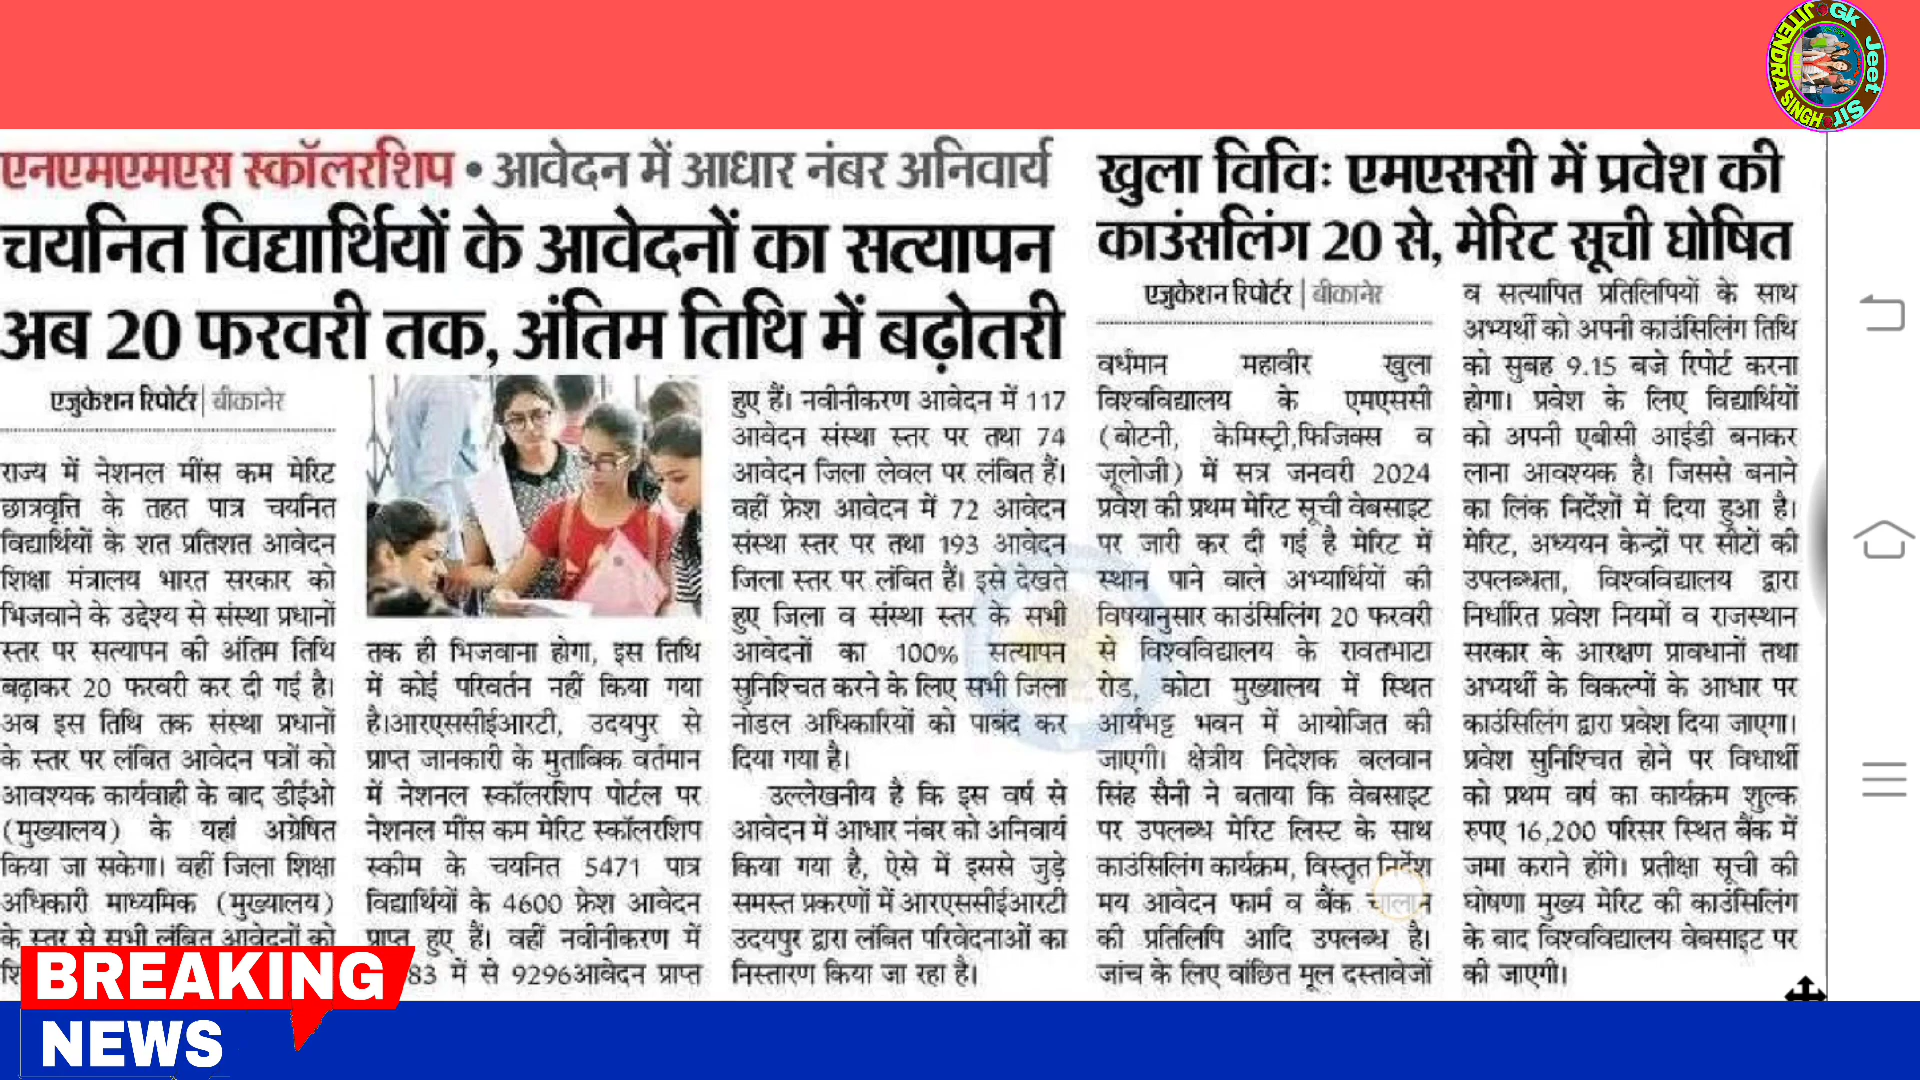 Gk Jeet Sir
JITENDRA SINGH
एनएमएमएस स्कॉलरशिप • आवेदन में आधार नंबर अनिवार्य
चयनित विद्यार्थियों के आवेदनों का सत्यापन
अब 20 फरवरी तक, अंतिम तिथि में बढ़ोतरी
एजुकेशन रिपोर्टर | बीकानेर
राज्य में नेशनल मींस कम मेरिट
छात्रवृत्ति के तहत पात्र चयनित
विद्यार्थियों के शत प्रतिशत आवेदन
शिक्षा मंत्रालय भारत सरकार को
भिजवाने के उद्देश्य से संस्था प्रधानों
स्तर पर सत्यापन की अंतिम तिथि
बढ़ाकर 20 फरवरी कर दी गई है।
अब इस तिथि तक संस्था प्रधानों
के स्तर पर लंबित आवेदन पत्रों को
आवश्यक कार्यवाही के बाद डीईओ
(मुख्यालय) के यहां अग्रेषित
किया जा सकेगा। वहीं जिला शिक्षा
अधिकारी माध्यमिक (मुख्यालय)
के स्तर से सभी लंबित आवेदनों को
तक ही भिजवाना होगा, इस तिथि
में कोई परिवर्तन नहीं किया गया
है।आरएससीईआरटी, उदयपुर से
प्राप्त जानकारी के मुताबिक वर्तमान
में नेशनल स्कॉलरशिप पोर्टल पर
नेशनल मींस कम मेरिट स्कॉलरशिप
स्कीम के चयनित 5471 पात्र
विद्यार्थियों के 4600 फ्रेश आवेदन
प्राप्त हुए हैं। वहीं नवीनीकरण में
83 में से 9296आवेदन प्राप्त
हुए हैं। नवीनीकरण आवेदन में 117
आवेदन संस्था स्तर पर तथा 74
आवेदन जिला लेवल पर लंबित हैं।
वहीं फ्रेश आवेदन में 72 आवेदन
संस्था स्तर पर तथा 193 आवेदन
जिला स्तर पर लंबित हैं। इसे देखते
हुए जिला व संस्था स्तर के सभी
आवेदनों का 100% सत्यापन
सुनिश्चित करने के लिए सभी जिला
नोडल अधिकारियों को पाबंद कर
दिया गया है।
उल्लेखनीय है कि इस वर्ष से
आवेदन में आधार नंबर को अनिवार्य
किया गया है, ऐसे में इससे जुड़े
समस्त प्रकरणों में आरएससीईआरटी
उदयपुर द्वारा लंबित परिवेदनाओं का
निस्तारण किया जा रहा है।
खुला विविः एमएससी में प्रवेश की
काउंसलिंग 20 से, मेरिट सूची घोषित
एजुकेशन रिपोर्टर | बीकानेर
वर्धमान महावीर खुला
विश्वविद्यालय के एमएससी
(बोटनी, केमिस्ट्री,फिजिक्स व
जूलोजी) में सत्र जनवरी 2024
प्रवेश की प्रथम मेरिट सूची वेबसाइट
पर जारी कर दी गई है मेरिट में
स्थान पाने वाले अभ्यार्थियों की
विषयानुसार काउंसिलिंग 20 फरवरी
से विश्वविद्यालय के रावतभाटा
रोड, कोटा मुख्यालय में स्थित
आर्यभट्ट भवन में आयोजित की
जाएगी। क्षेत्रीय निदेशक बलवान
सिंह सैनी ने बताया कि वेबसाइट
पर उपलब्ध मेरिट लिस्ट के साथ
काउंसिलिंग कार्यक्रम, विस्तृत निर्देश
मय आवेदन फार्म व बैंक चालान
की प्रतिलिपि आदि उपलब्ध है।
जांच के लिए वांछित मूल दस्तावेजों
व सत्यापित प्रतिलिपियों के साथ
अभ्यर्थी को अपनी काउंसिलिंग तिथि
को सुबह 9.15 बजे रिपोर्ट करना
होगा। प्रवेश के लिए विद्यार्थियों
को अपनी एबीसी आईडी बनाकर
लाना आवश्यक है। जिससे बनाने
का लिंक निर्देशों में दिया हुआ है।
मेरिट, अध्ययन केन्द्रों पर सीटों की
उपलब्धता, विश्वविद्यालय द्वारा
निर्धारित प्रवेश नियमों व राजस्थान
सरकार के आरक्षण प्रावधानों तथा
अभ्यर्थी के विकल्पों के आधार पर
काउंसिलिंग द्वारा प्रवेश दिया जाएगा।
प्रवेश सुनिश्चित होने पर विधार्थी
को प्रथम वर्ष का कार्यक्रम शुल्क
रुपए 16,200 परिसर स्थित बैंक में
जमा कराने होंगे। प्रतीक्षा सूची की
घोषणा मुख्य मेरिट की काउंसिलिंग
के बाद विश्वविद्यालय वेबसाइट पर
की जाएगी।
BREAKING
NEWS